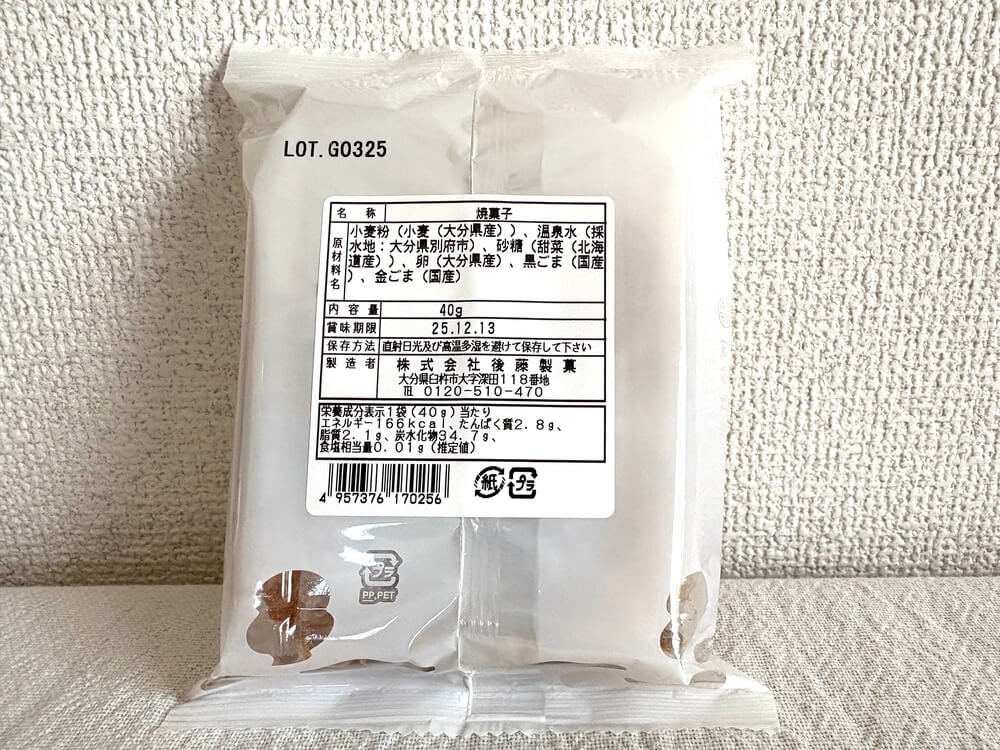 LOT.G0325
名称 焼菓子
原材料名 小麦粉（小麦（大分県産））、温泉水（採
水地：大分県別府市）、砂糖（甜菜（北海
道産））、卵（大分県産）、黒ごま（国産
）、金ごま（国産）
内容量 40g
賞味期限 25.12.13
保存方法 直射日光及び高温多湿を避けて保存して下さい
製造者 株式会社後藤製菓
大分県臼杵市大字深田118番地
℡ 0120-510-470
栄養成分表示1袋（40g）当たり
エネルギー166kcal、たんぱく質2.8g、
脂質2.1g、炭水化物34.7g、
食塩相当量0.01g（推定値）
4 957376 170256
紙 プラ
プラ
PP,PET